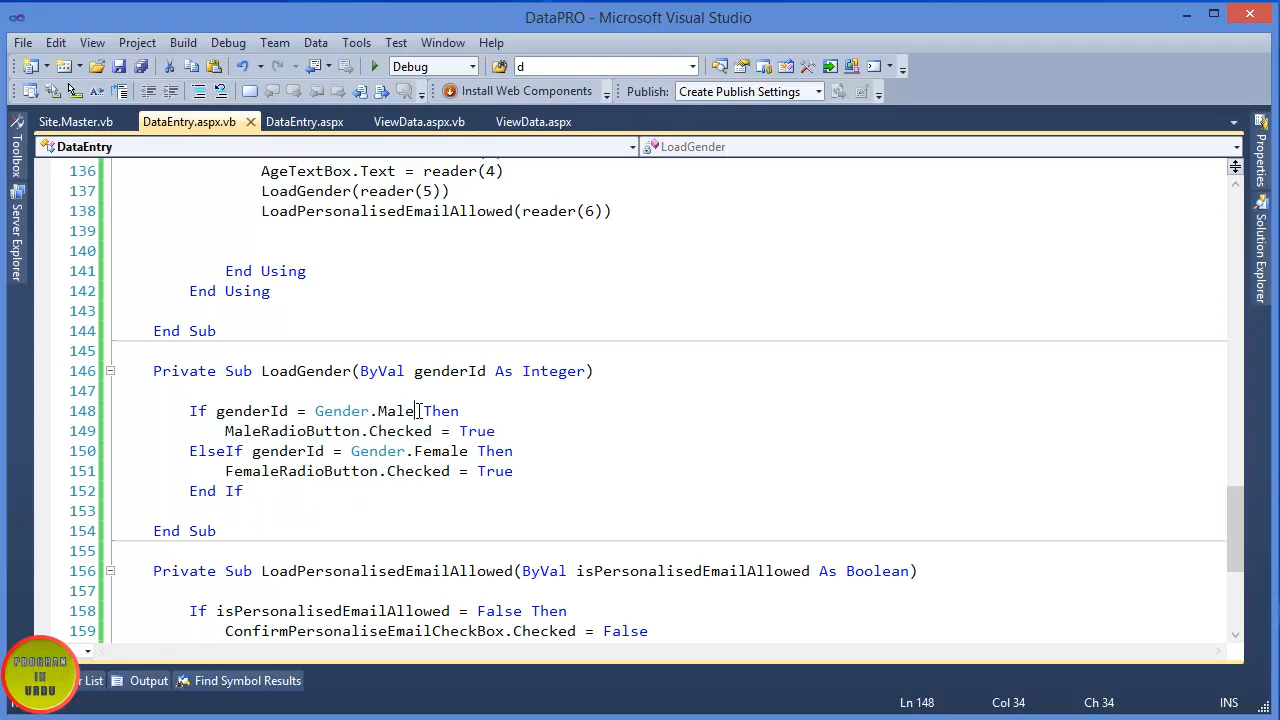 DataPRO - Microsoft Visual Studio
File Edit View Project Build Debug Team Data Tools Test Window Help
Debug d
Install Web Components Publish: Create Publish Settings
Site.Master.vb DataEntry.aspx.vb DataEntry.aspx ViewData.aspx.vb ViewData.aspx
DataEntry LoadGender
Toolbox
Server Explorer
Properties
Solution Explorer
136 AgeTextBox.Text = reader(4)
137 LoadGender(reader(5))
138 LoadPersonalisedEmailAllowed(reader(6))
139
140
141 End Using
142 End Using
143
144 End Sub
145
146 Private Sub LoadGender(ByVal genderId As Integer)
147
148 If genderId = Gender.Male Then
149 MaleRadioButton.Checked = True
150 ElseIf genderId = Gender.Female Then
151 FemaleRadioButton.Checked = True
152 End If
153
154 End Sub
155
156 Private Sub LoadPersonalisedEmailAllowed(ByVal isPersonalisedEmailAllowed As Boolean)
157
158 If isPersonalisedEmailAllowed = False Then
159 ConfirmPersonaliseEmailCheckBox.Checked = False
PROGRAM
IN
URDU
List Output Find Symbol Results
Ln 148 Col 34 Ch 34 INS